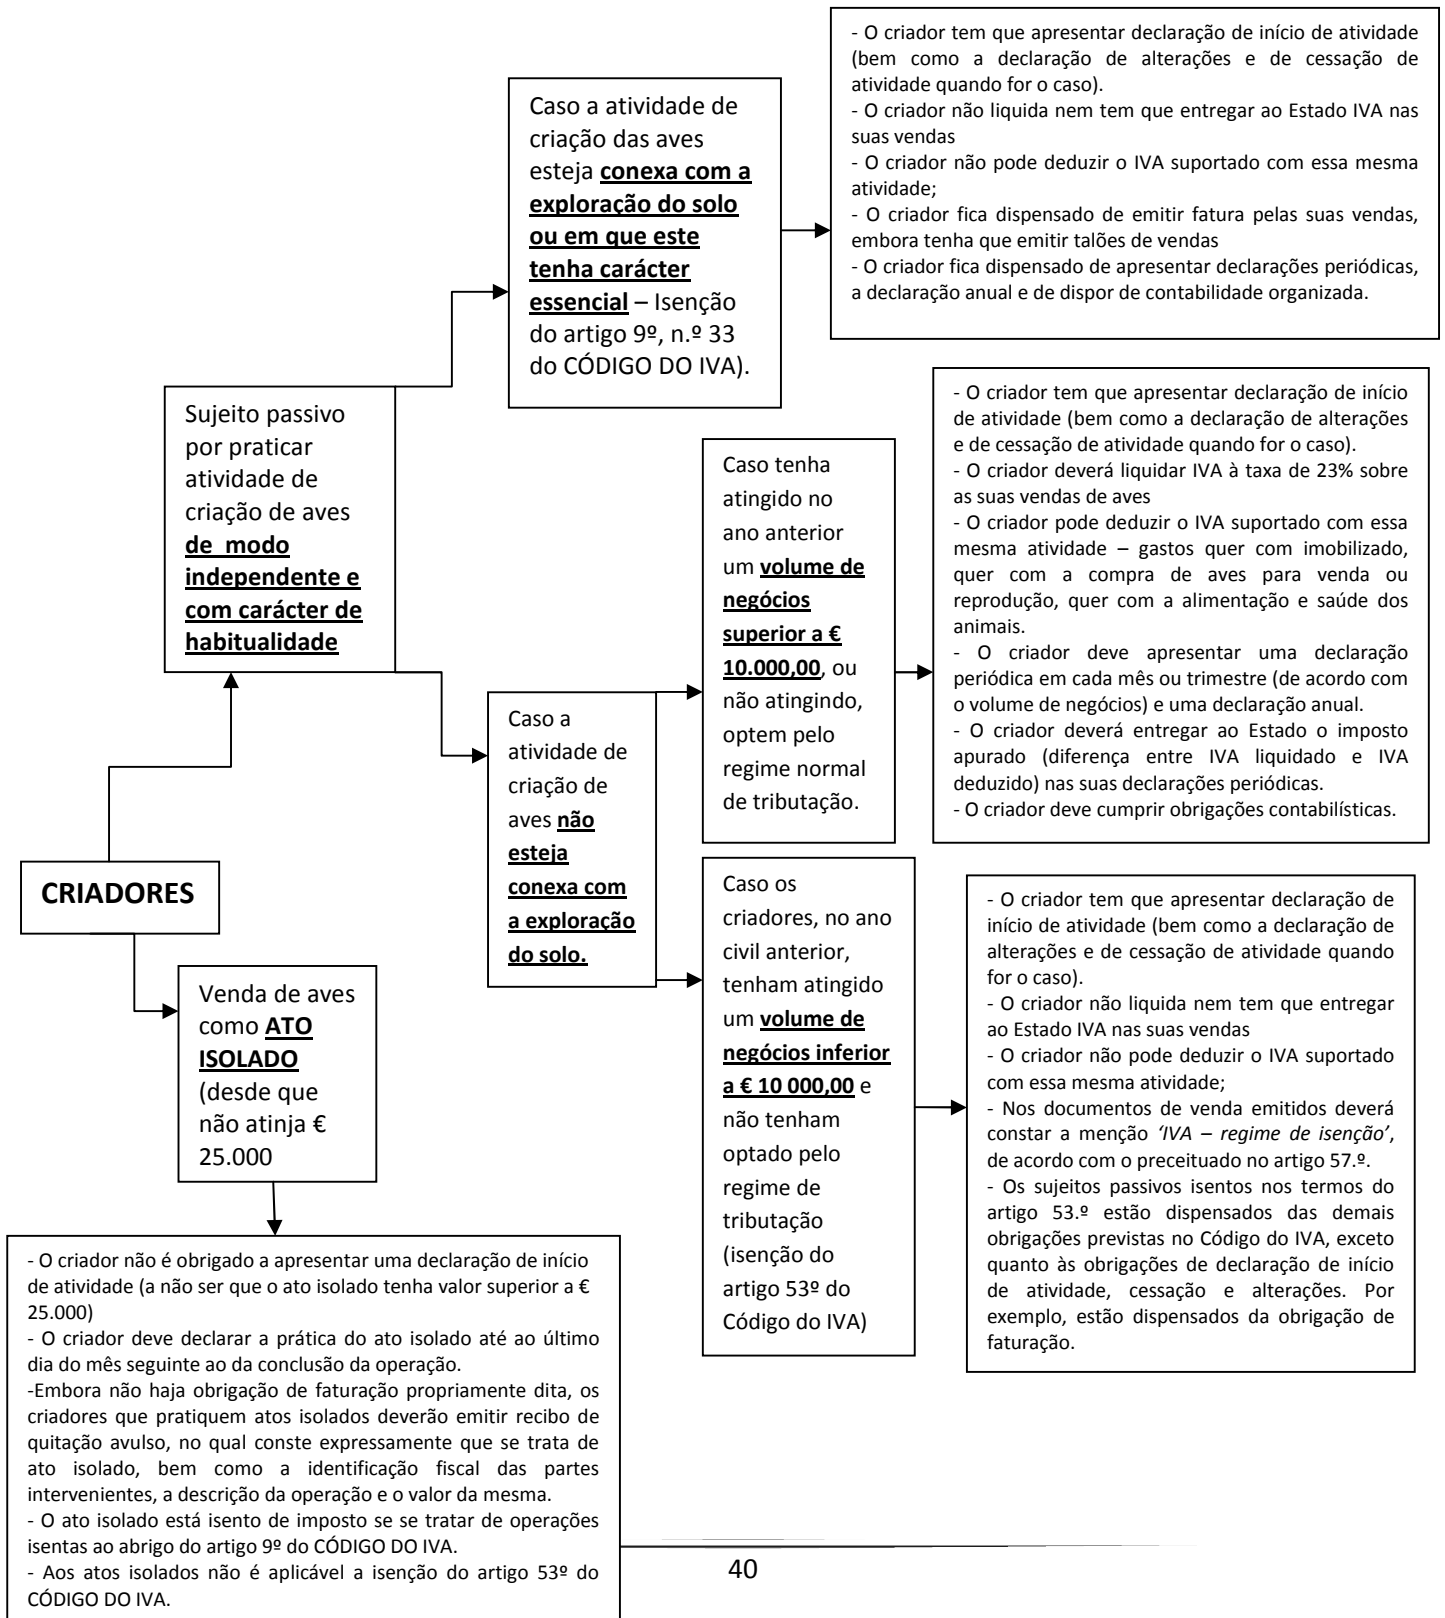 - O criador tem que apresentar declaração de início de atividade
(bem como a declaração de alterações e de cessação de
atividade quando for o caso).
- O criador não liquida nem tem que entregar ao Estado IVA nas
suas vendas
- O criador não pode deduzir o IVA suportado com essa mesma
atividade;
- O criador fica dispensado de emitir fatura pelas suas vendas,
embora tenha que emitir talões de vendas
- O criador fica dispensado de apresentar declarações periódicas,
a declaração anual e de dispor de contabilidade organizada.
Caso a atividade de
criação das aves
esteja conexa com a
exploração do solo
ou em que este
tenha carácter
essencial – Isenção
do artigo 9º, n.º 33
do CÓDIGO DO IVA).
Sujeito passivo
por praticar
atividade de
criação de aves
de modo
independente e
com carácter de
habitualidade
Caso tenha
atingido no
ano anterior
um volume de
negócios
superior a €
10.000,00, ou
não atingindo,
optem pelo
regime normal
de tributação.
- O criador tem que apresentar declaração de início
de atividade (bem como a declaração de alterações
e de cessação de atividade quando for o caso).
- O criador deverá liquidar IVA à taxa de 23% sobre
as suas vendas de aves
- O criador pode deduzir o IVA suportado com essa
mesma atividade – gastos quer com imobilizado,
quer com a compra de aves para venda ou
reprodução, quer com a alimentação e saúde dos
animais.
- O criador deve apresentar uma declaração
periódica em cada mês ou trimestre (de acordo com
o volume de negócios) e uma declaração anual.
- O criador deverá entregar ao Estado o imposto
apurado (diferença entre IVA liquidado e IVA
deduzido) nas suas declarações periódicas.
- O criador deve cumprir obrigações contabilísticas.
Caso a
atividade de
criação de
aves não
esteja
conexa com
a exploração
do solo.
CRIADORES
Caso os
criadores, no ano
civil anterior,
tenham atingido
um volume de
negócios inferior
a € 10 000,00 e
não tenham
optado pelo
regime de
tributação
(isenção do
artigo 53º do
Código do IVA)
- O criador tem que apresentar declaração de
início de atividade (bem como a declaração de
alterações e de cessação de atividade quando
for o caso).
- O criador não liquida nem tem que entregar
ao Estado IVA nas suas vendas
- O criador não pode deduzir o IVA suportado
com essa mesma atividade;
- Nos documentos de venda emitidos deverá
constar a menção ‘IVA – regime de isenção’,
de acordo com o preceituado no artigo 57.º.
- Os sujeitos passivos isentos nos termos do
artigo 53.º estão dispensados das demais
obrigações previstas no Código do IVA, exceto
quanto às obrigações de declaração de início
de atividade, cessação e alterações. Por
exemplo, estão dispensados da obrigação de
faturação.
Venda de aves
como ATO
ISOLADO
(desde que
não atinja €
25.000
- O criador não é obrigado a apresentar uma declaração de início
de atividade (a não ser que o ato isolado tenha valor superior a €
25.000)
- O criador deve declarar a prática do ato isolado até ao último
dia do mês seguinte ao da conclusão da operação.
-Embora não haja obrigação de faturação propriamente dita, os
criadores que pratiquem atos isolados deverão emitir recibo de
quitação avulso, no qual conste expressamente que se trata de
ato isolado, bem como a identificação fiscal das partes
intervenientes, a descrição da operação e o valor da mesma.
- O ato isolado está isento de imposto se se tratar de operações
isentas ao abrigo do artigo 9º do CÓDIGO DO IVA.
- Aos atos isolados não é aplicável a isenção do artigo 53º do
CÓDIGO DO IVA.
40